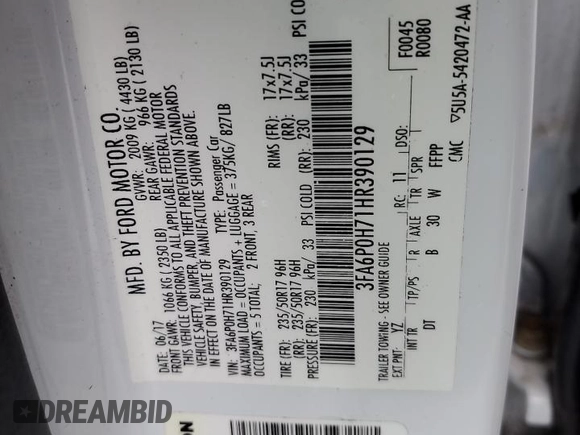 MFD. BY FORD MOTOR CO.
DATE: 06/17 GVWR: 2009 KG ( 4430 LB)
FRONT GAWR: 1066 KG ( 2350 LB) REAR GAWR: 966 KG ( 2130 LB)
THIS VEHICLE CONFORMS TO ALL APPLICABLE FEDERAL MOTOR
VEHICLE SAFETY, BUMPER, AND THEFT PREVENTION STANDARDS
IN EFFECT ON THE DATE OF MANUFACTURE SHOWN ABOVE.
VIN: 3FA6P0H71HR390129 TYPE: Passenger Car
MAXIMUM LOAD = OCCUPANTS + LUGGAGE = 375KG/ 827LB
OCCUPANTS = 5 TOTAL; 2 FRONT, 3 REAR
TIRE (FR): 235/50R17 96H RIMS (FR): 17x7.5J
TIRE (RR): 235/50R17 96H (RR): 17x7.5J
PRESSURE (FR): 230 kPa/ 33 PSI COLD (RR): 230 kPa/ 33 PSI CO
3FA6P0H71HR390129
F0045
R0080
TRAILER TOWING - SEE OWNER GUIDE
EXT PNT: YZ RC: 11 DSO:
INT TR TP/PS R AXLE TR SPR
DT B 30 W FFPP
CMC ▽5U5A-5420472-AA
ON
DREAMBID